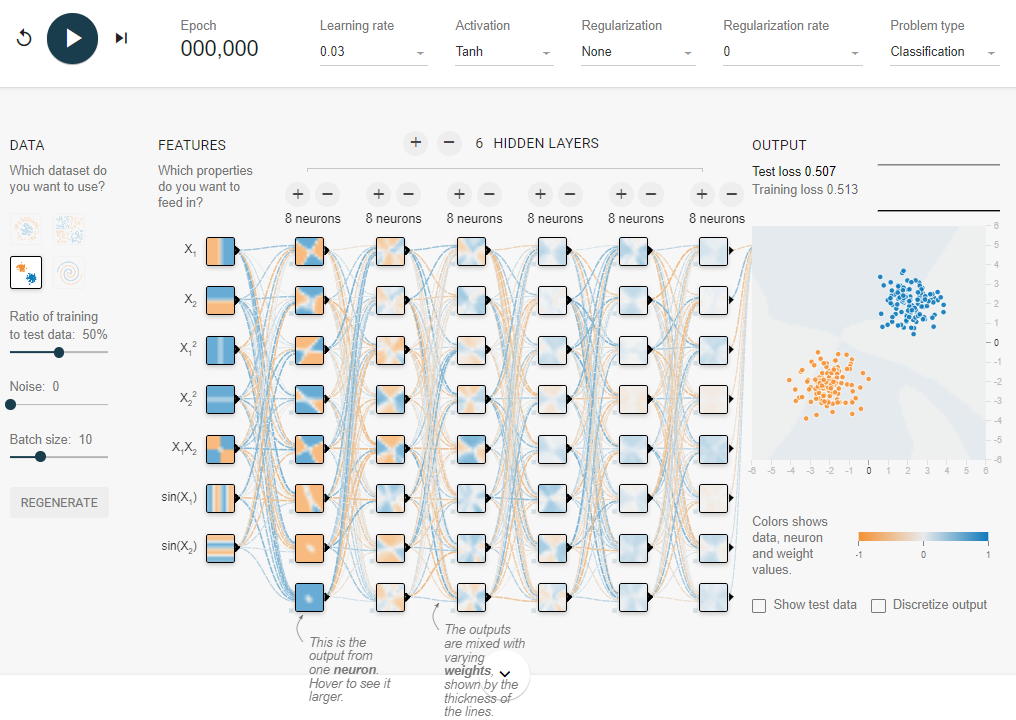 Epoch
000,000
Learning rate
0.03
Activation
Tanh
Regularization
None
Regularization rate
0
Problem type
Classification
DATA
Which dataset do
you want to use?
Ratio of training
to test data: 50%
Noise: 0
Batch size: 10
REGENERATE
FEATURES
Which properties
do you want to
feed in?
X₁
X₂
X₁²
X₂²
X₁X₂
sin(X₁)
sin(X₂)
+ − 6 HIDDEN LAYERS
+ − + − + − + − + − + −
8 neurons 8 neurons 8 neurons 8 neurons 8 neurons 8 neurons
This is the
output from
one neuron.
Hover to see it
larger.
The outputs
are mixed with
varying
weights,
shown by the
thickness of
the lines.
OUTPUT
Test loss 0.507
Training loss 0.513
6
5
4
3
2
1
0
-1
-2
-3
-4
-5
-6
-6 -5 -4 -3 -2 -1 0 1 2 3 4 5 6
Colors shows
data, neuron
and weight
values.
-1 0 1
Show test data
Discretize output